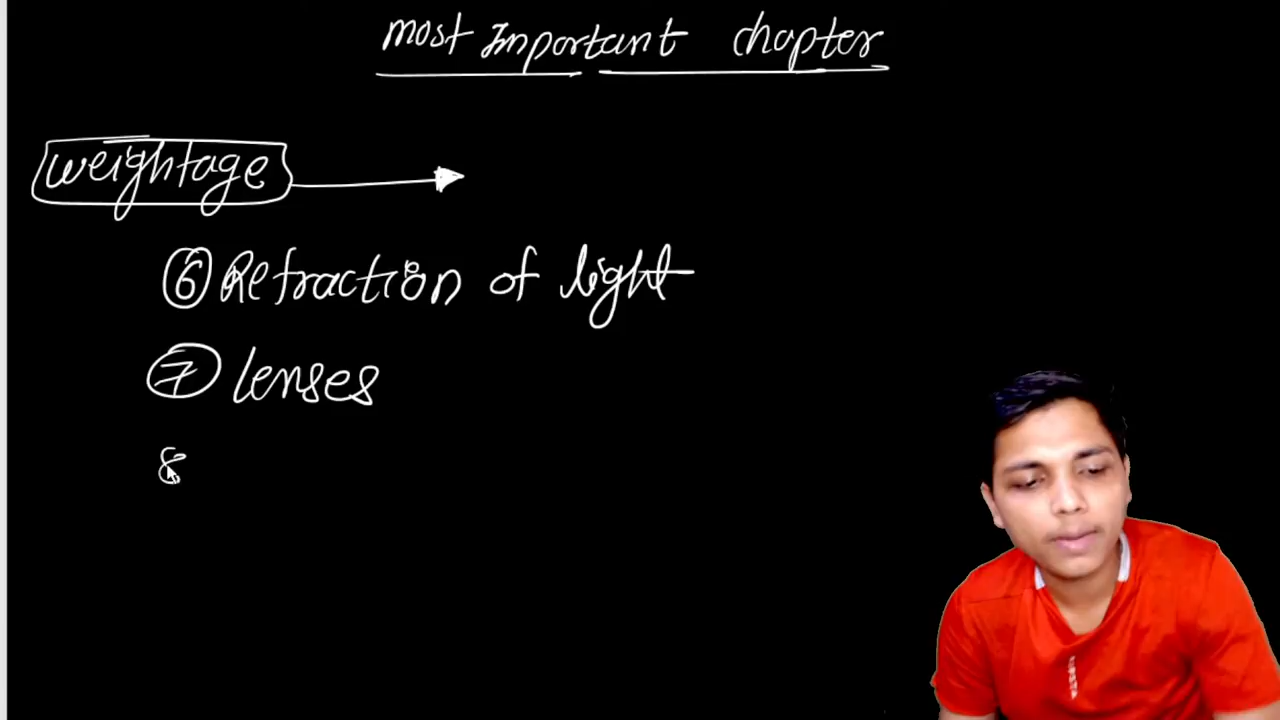 most Important chapter
weightage
6 Refraction of light
7 lenses
8